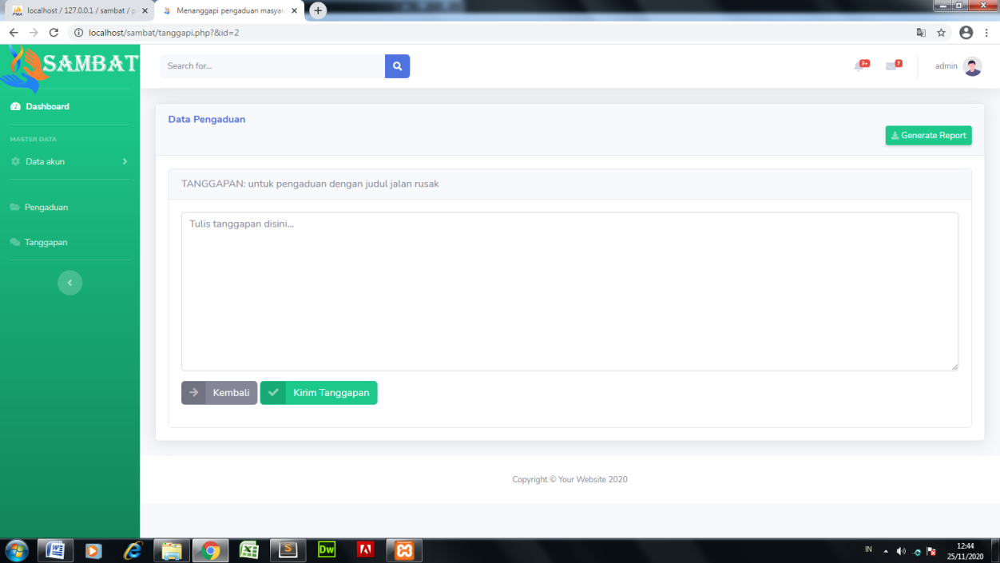 localhost / 127.0.0.1 / sambat / p
Menanggapi pengaduan masyar
localhost/sambat/tanggapi.php?&id=2
SAMBAT
Search for...
3+
7
admin
Dashboard
MASTER DATA
Data akun
Pengaduan
Tanggapan
Data Pengaduan
Generate Report
TANGGAPAN: untuk pengaduan dengan judul jalan rusak
Tulis tanggapan disini...
Kembali
Kirim Tanggapan
Copyright © Your Website 2020
Dw
IN
12:44
25/11/2020